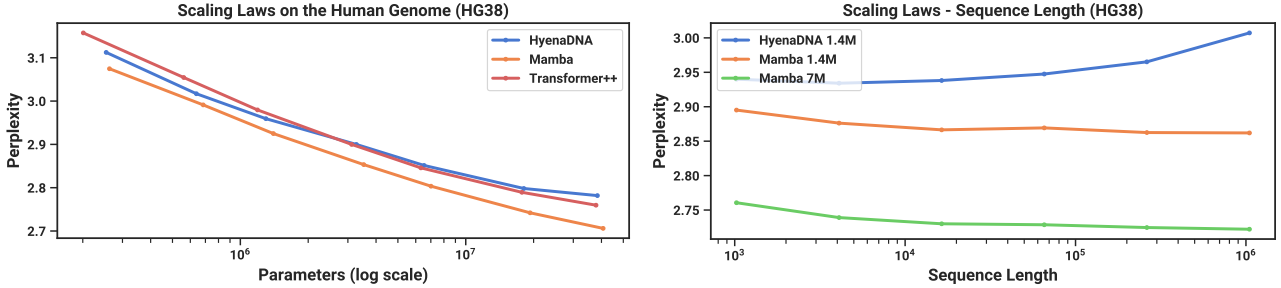 Scaling Laws on the Human Genome (HG38)
Perplexity
3.1
3.0
2.9
2.8
2.7
HyenaDNA
Mamba
Transformer++
10⁶
10⁷
Parameters (log scale)
Scaling Laws - Sequence Length (HG38)
Perplexity
3.00
2.95
2.90
2.85
2.80
2.75
HyenaDNA 1.4M
Mamba 1.4M
Mamba 7M
10³
10⁴
10⁵
10⁶
Sequence Length